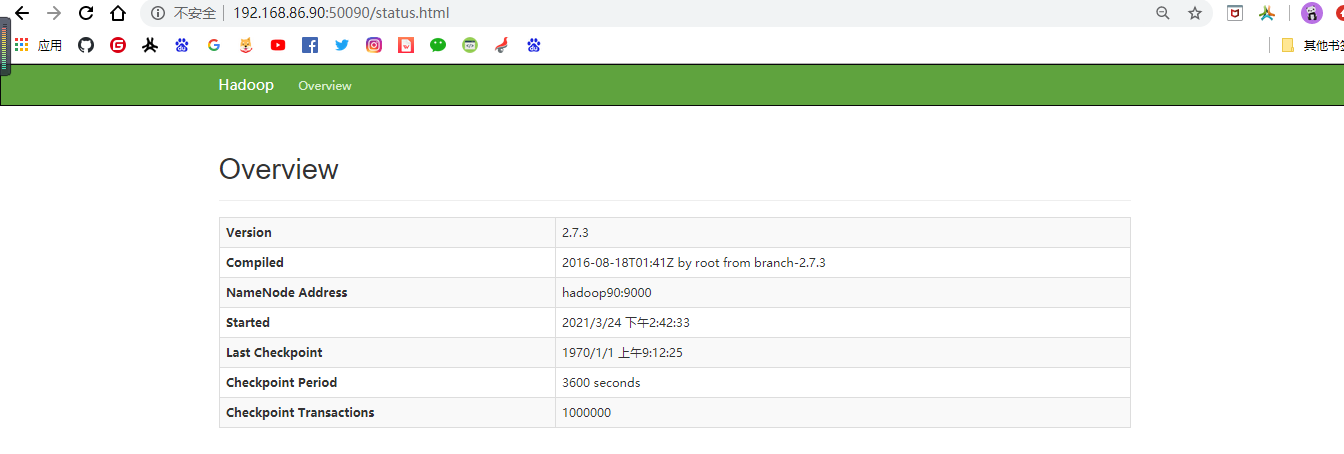 不安全 192.168.86.90:50090/status.html
应用 其他书签
Hadoop Overview
Overview
Version 2.7.3
Compiled 2016-08-18T01:41Z by root from branch-2.7.3
NameNode Address hadoop90:9000
Started 2021/3/24 下午2:42:33
Last Checkpoint 1970/1/1 上午9:12:25
Checkpoint Period 3600 seconds
Checkpoint Transactions 1000000